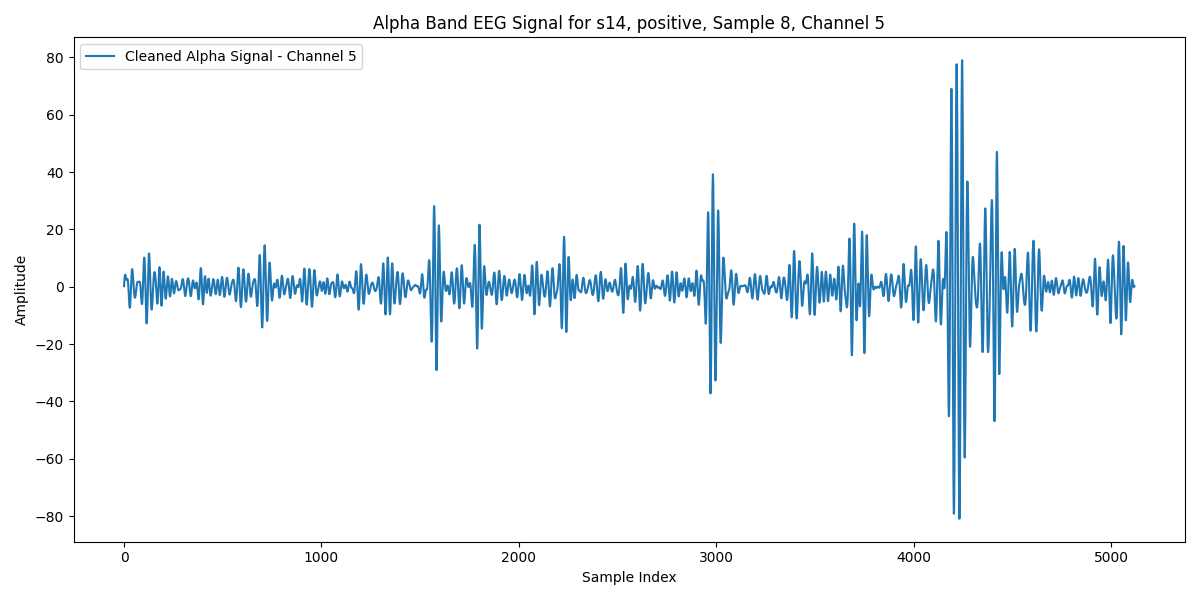 Alpha Band EEG Signal for s14, positive, Sample 8, Channel 5
Cleaned Alpha Signal - Channel 5
80
60
40
20
0
−20
−40
−60
−80
Amplitude
0 1000 2000 3000 4000 5000
Sample Index